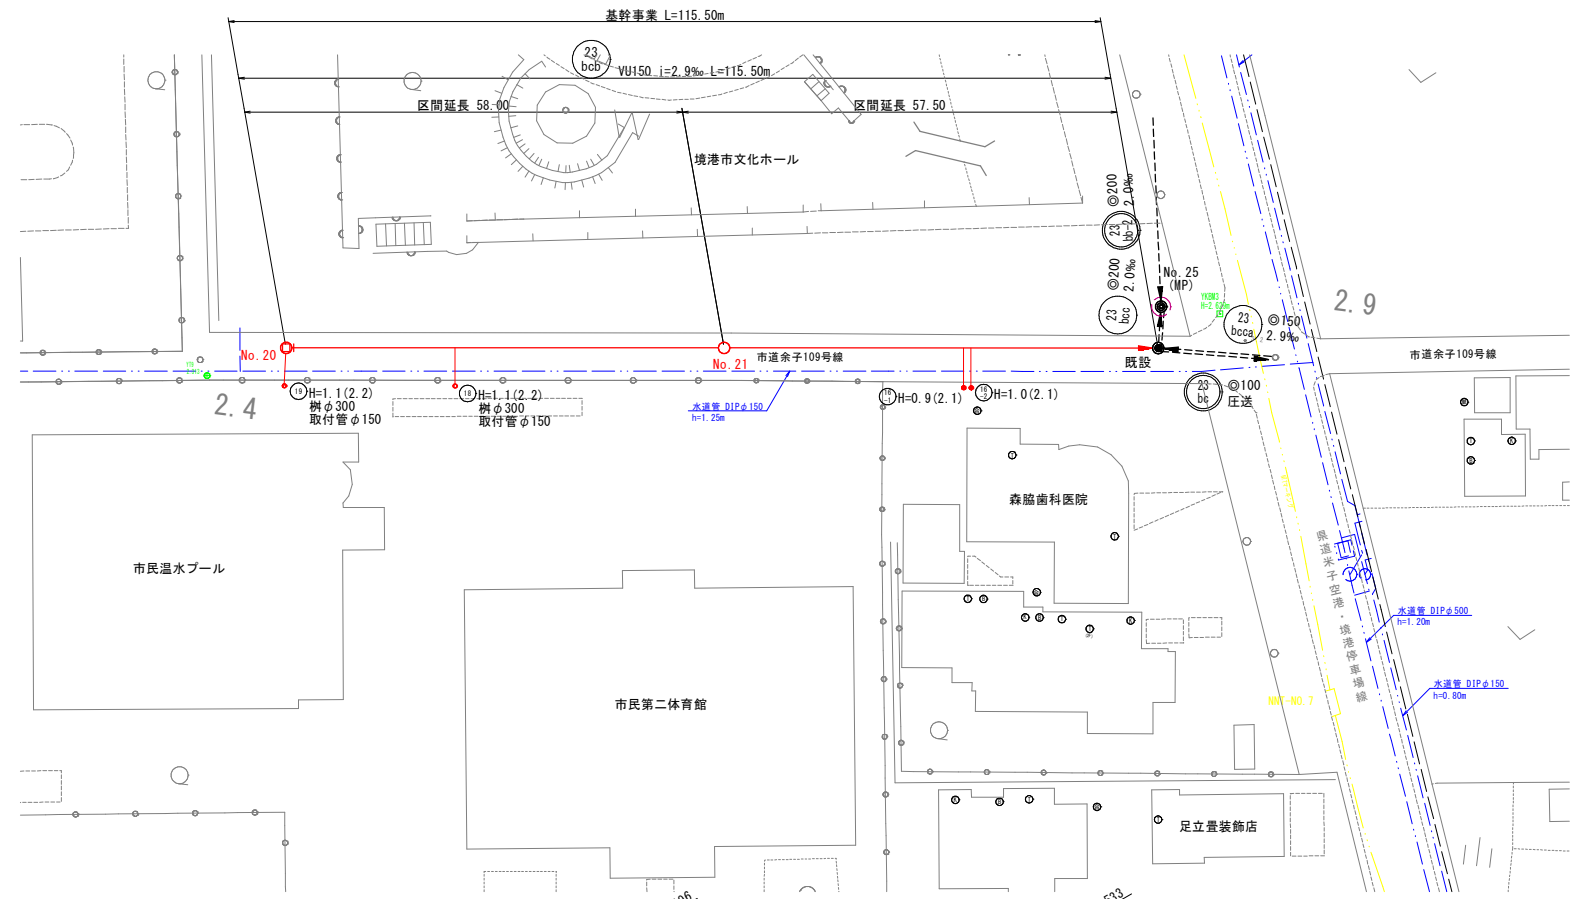 基幹事業 L=115.50m
23
bcb
VU150 i=2.9‰ L=115.50m
区間延長 58.00
区間延長 57.50
境港市文化ホール
◎200
2.0‰
23
bb-2
◎200
2.0‰
23
bcc
No.25
(MP)
2.9
23
bcca
◎150
2.9‰
No.20
No.21
市道余子109号線
既設
市道余子109号線
19
H=1.1(2.2)
桝φ300
取付管φ150
18
H=1.1(2.2)
桝φ300
取付管φ150
2.4
水道管 DIPφ150
h=1.25m
16
-1
H=0.9(2.1)
16
-2
H=1.0(2.1)
23
bc
◎100
圧送
森脇歯科医院
市民温水プール
県道米子空港・境港停車場線
水道管 DIPφ500
h=1.20m
水道管 DIPφ150
h=0.80m
市民第二体育館
足立畳装飾店